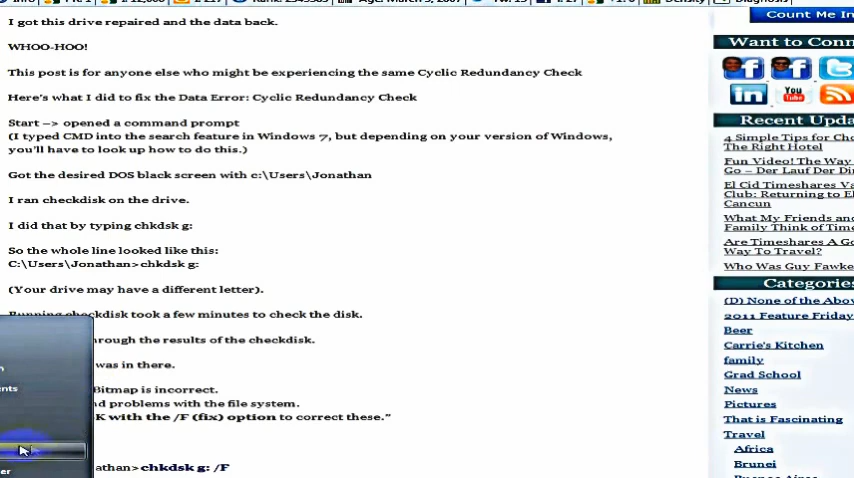 I got this drive repaired and the data back.
WHOO-HOO!
This post is for anyone else who might be experiencing the same Cyclic Redundancy Check
Here's what I did to fix the Data Error: Cyclic Redundancy Check
Start –> opened a command prompt
(I typed CMD into the search feature in Windows 7, but depending on your version of Windows,
you'll have to look up how to do this.)
Got the desired DOS black screen with c:\Users\Jonathan
I ran checkdisk on the drive.
I did that by typing chkdsk g:
So the whole line looked like this:
C:\Users\Jonathan>chkdsk g:
(Your drive may have a different letter).
Running checkdisk took a few minutes to check the disk.
rough the results of the checkdisk.
was in there.
Bitmap is incorrect.
d problems with the file system.
K with the /F (fix) option to correct these."
athan>chkdsk g: /F
ents
er
Count Me In
Want to Conn
in
You
Tube
Recent Upda
4 Simple Tips for Cho
The Right Hotel
Fun Video! The Way
Go – Der Lauf Der Di
El Cid Timeshares Va
Club: Returning to El
Cancun
What My Friends and
Family Think of Time
Are Timeshares A Go
Way To Travel?
Who Was Guy Fawke
Categories
(D) None of the Abov
2011 Feature Friday
Beer
Carrie's Kitchen
family
Grad School
News
Pictures
That is Fascinating
Travel
Africa
Brunei